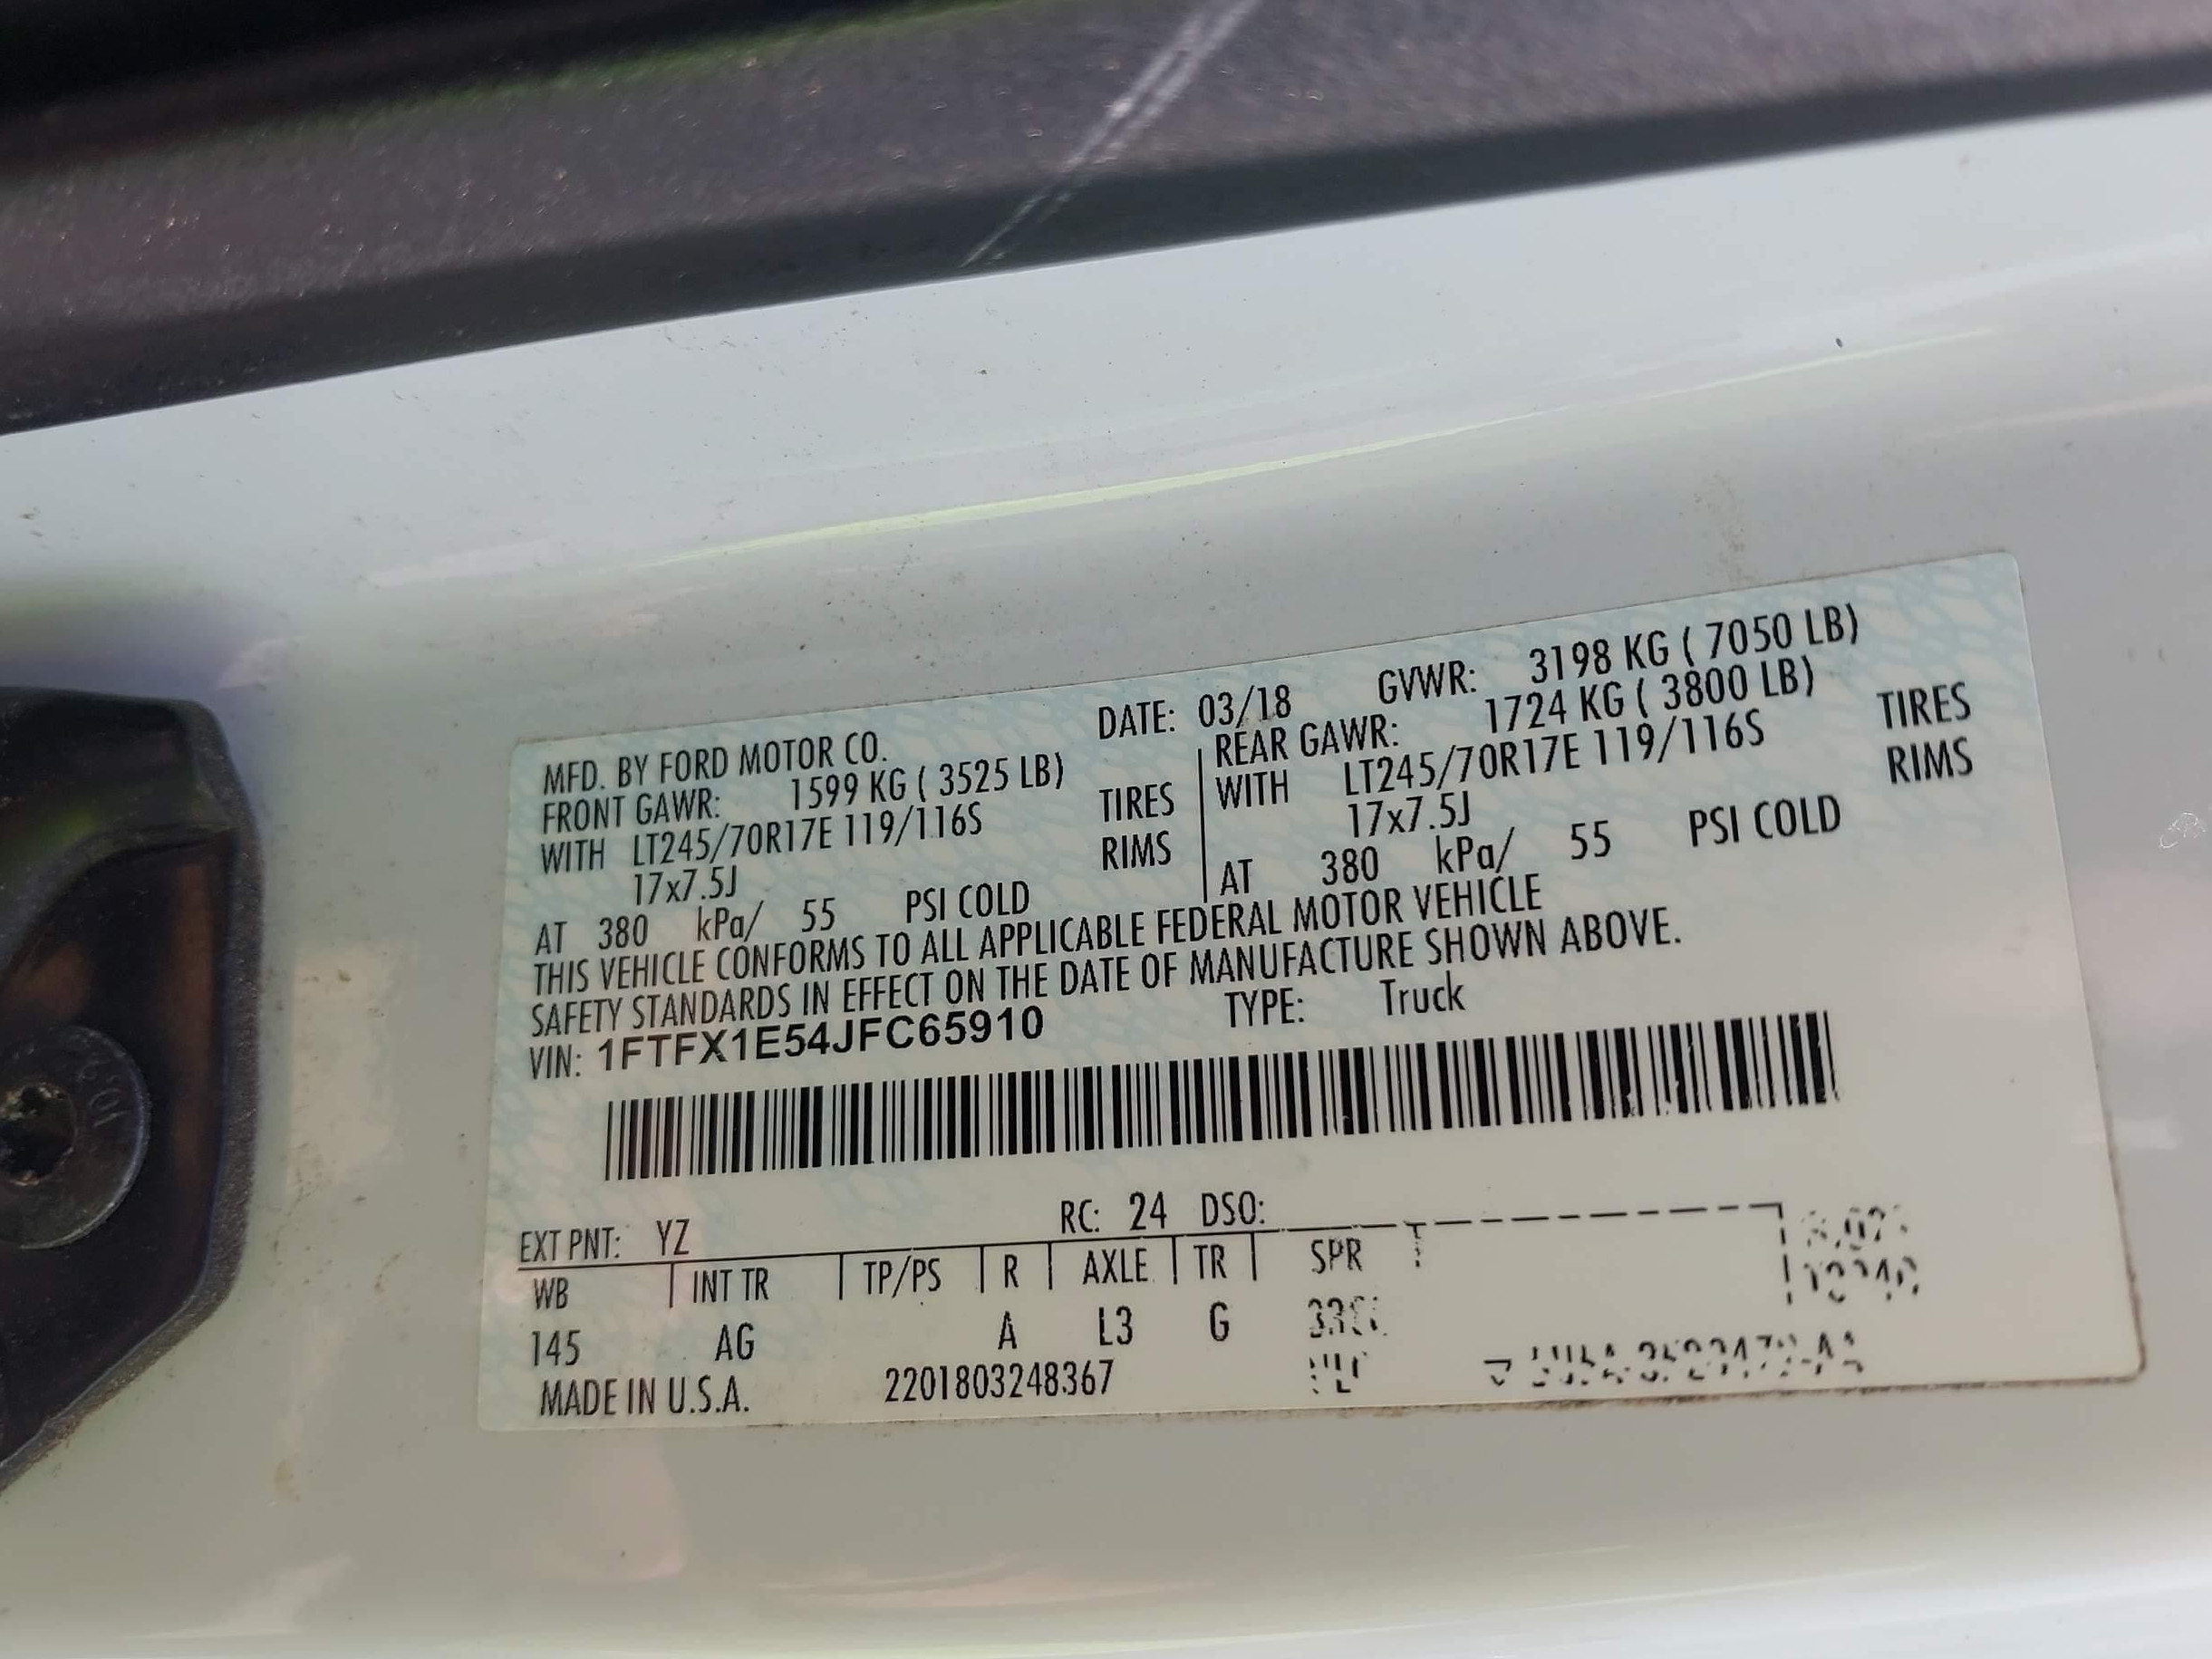 MFD. BY FORD MOTOR CO. DATE: 03/18 GVWR: 3198 KG ( 7050 LB)
FRONT GAWR: 1599 KG ( 3525 LB) REAR GAWR: 1724 KG ( 3800 LB)
WITH LT245/70R17E 119/116S TIRES WITH LT245/70R17E 119/116S TIRES
17x7.5J RIMS 17x7.5J RIMS
AT 380 kPa/ 55 PSI COLD AT 380 kPa/ 55 PSI COLD
THIS VEHICLE CONFORMS TO ALL APPLICABLE FEDERAL MOTOR VEHICLE
SAFETY STANDARDS IN EFFECT ON THE DATE OF MANUFACTURE SHOWN ABOVE.
VIN: 1FTFX1E54JFC65910 TYPE: Truck
EXT PNT: YZ RC: 24 DSO:
WB INT TR TP/PS R AXLE TR SPR
145 AG A L3 G
MADE IN U.S.A. 2201803248367
10.9